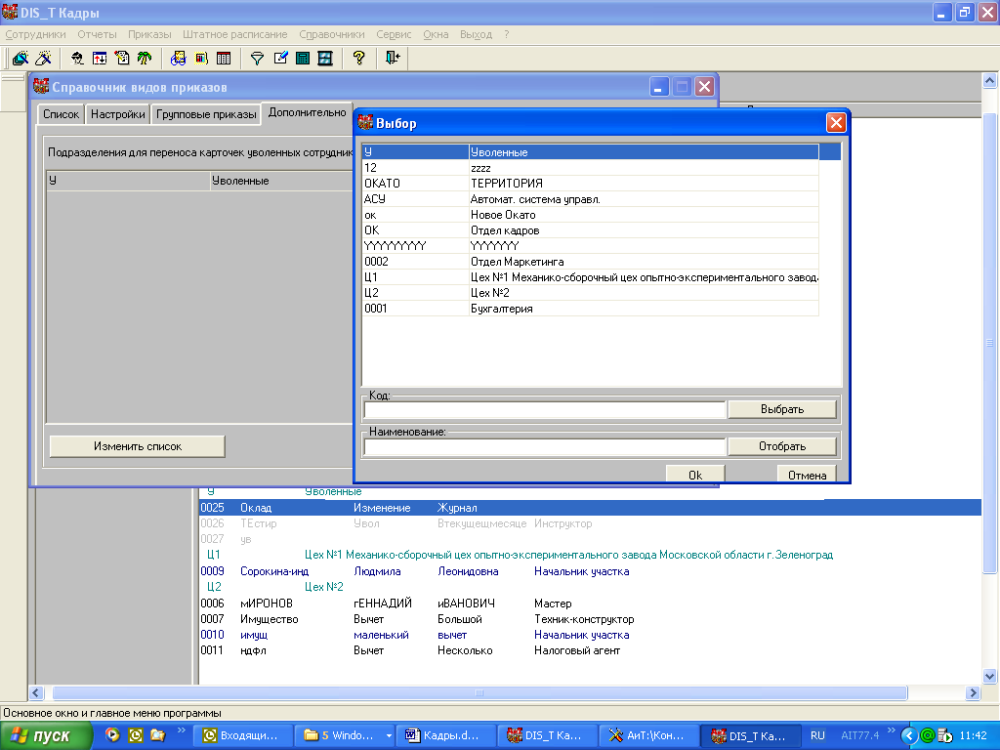 DIS_T Кадры
Сотрудники Отчеты Приказы Штатное расписание Справочники Сервис Окна Выход ?
Справочник видов приказов
Список Настройки Групповые приказы Дополнительно
Подразделения для переноса карточек уволенных сотрудник
У Уволенные
Изменить список
Выбор
У Уволенные
12 zzzz
ОКАТО ТЕРРИТОРИЯ
АСУ Автомат. система управл.
ок Новое Окато
ОК Отдел кадров
YYYYYYYYY YYYYYYY
0002 Отдел Маркетинга
Ц1 Цех №1 Механико-сборочный цех опытно-экспериментального завода
Ц2 Цех №2
0001 Бухгалтерия
Код:
Выбрать
Наименование:
Отобрать
Ok Отмена
У Уволенные
0025 Оклад Изменение Журнал
0026 ТЕстир Увол Втекущещмесяце Инструктор
0027 ув
Ц1 Цех №1 Механико-сборочный цех опытно-экспериментального завода Московской области г.Зеленоград
0009 Сорокина-инд Людмила Леонидовна Начальник участка
Ц2 Цех №2
0006 мИРОНОВ гЕННАДИЙ иВАНОВИЧ Мастер
0007 Имущество Вычет Большой Техник-конструктор
0010 имущ маленький вычет Начальник участка
0011 ндфл Вычет Несколько Налоговый агент
Основное окно и главное меню программы
пуск Входящи... 5 Windo... Кадры.d... DIS_T Ка... АиТ:\Кон... DIS_T Ка... RU АIT77.4 11:42